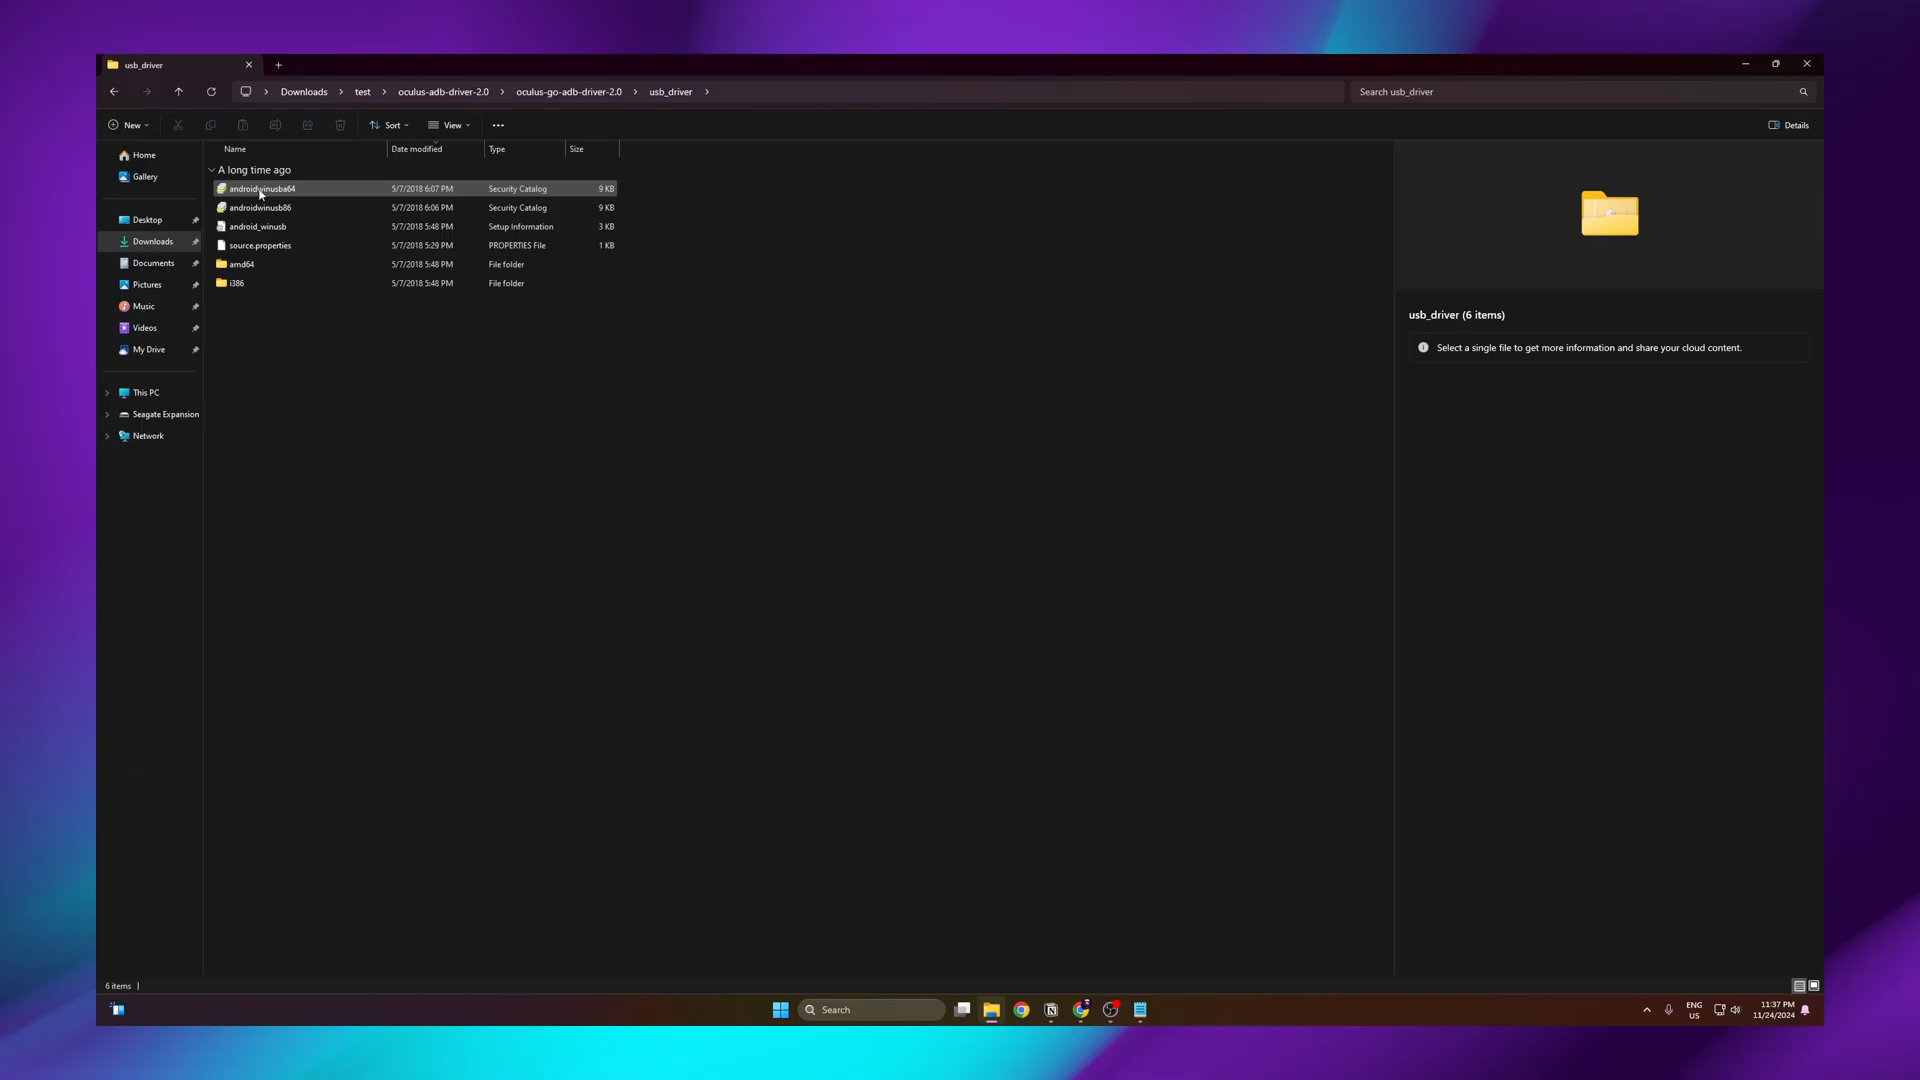 usb_driver
Downloads > test > oculus-adb-driver-2.0 > oculus-go-adb-driver-2.0 > usb_driver >
Search usb_driver
New
Sort
View
Details
Name Date modified Type Size
Home
Gallery
Desktop
Downloads
Documents
Pictures
Music
Videos
My Drive
This PC
Seagate Expansion
Network
A long time ago
androidwinusba64 5/7/2018 6:07 PM Security Catalog 9 KB
androidwinusb86 5/7/2018 6:06 PM Security Catalog 9 KB
android_winusb 5/7/2018 5:48 PM Setup Information 3 KB
source.properties 5/7/2018 5:29 PM PROPERTIES File 1 KB
amd64 5/7/2018 5:48 PM File folder
i386 5/7/2018 5:48 PM File folder
usb_driver (6 items)
Select a single file to get more information and share your cloud content.
6 items
Search
ENG
US
11:37 PM
11/24/2024